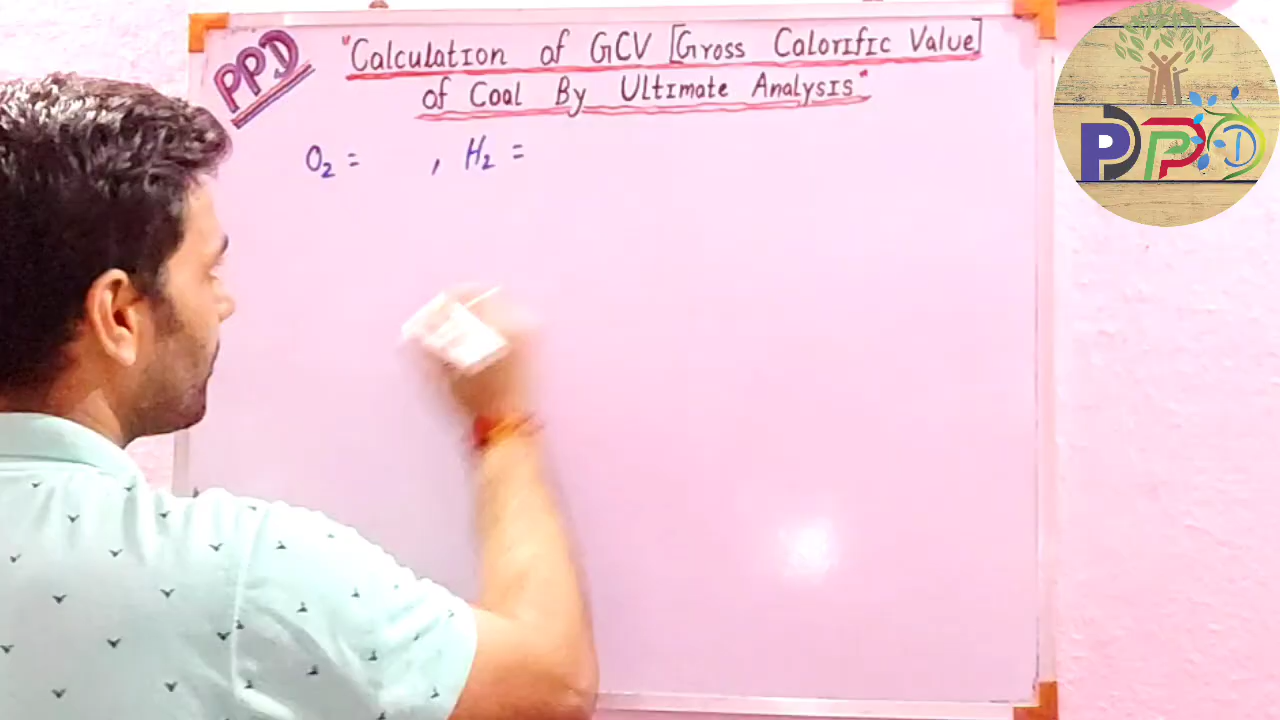 PPD
"Calculation of GCV [Gross Calorific Value]
of Coal By Ultimate Analysis"
O₂ = , H₂ =
PPD